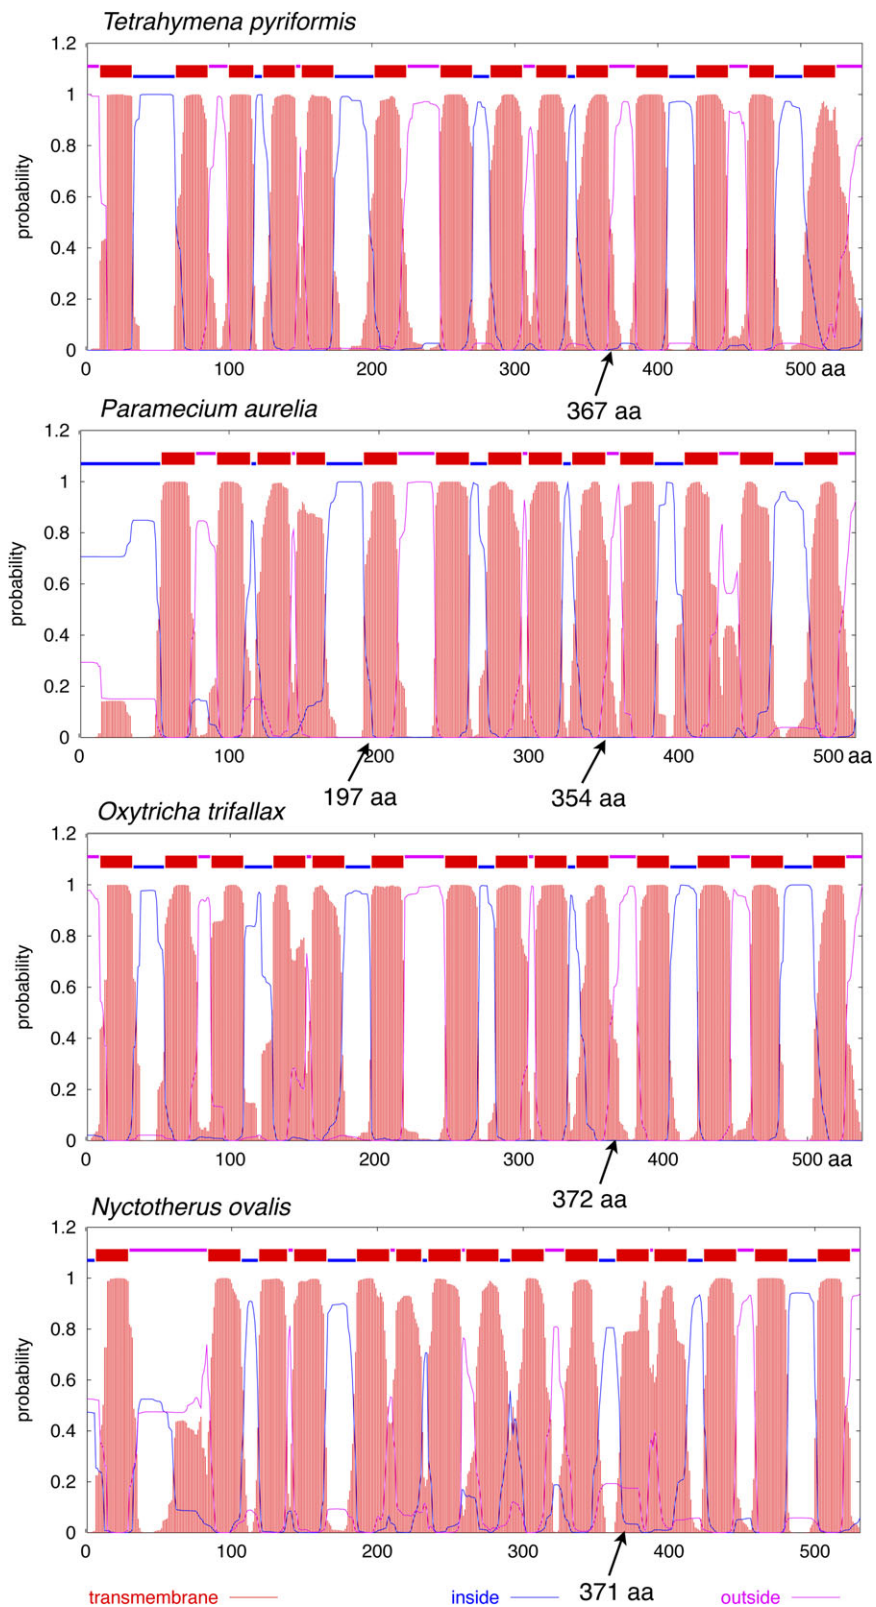 Tetrahymena pyriformis
1.2
1
0.8
0.6
0.4
0.2
0
probability
0 100 200 300 400 500 aa
367 aa
Paramecium aurelia
1.2
1
0.8
0.6
0.4
0.2
0
probability
0 100 200 300 400 500 aa
197 aa 354 aa
Oxytricha trifallax
1.2
1
0.8
0.6
0.4
0.2
0
probability
0 100 200 300 400 500 aa
372 aa
Nyctotherus ovalis
1.2
1
0.8
0.6
0.4
0.2
0
probability
0 100 200 300 400 500
371 aa
transmembrane inside outside